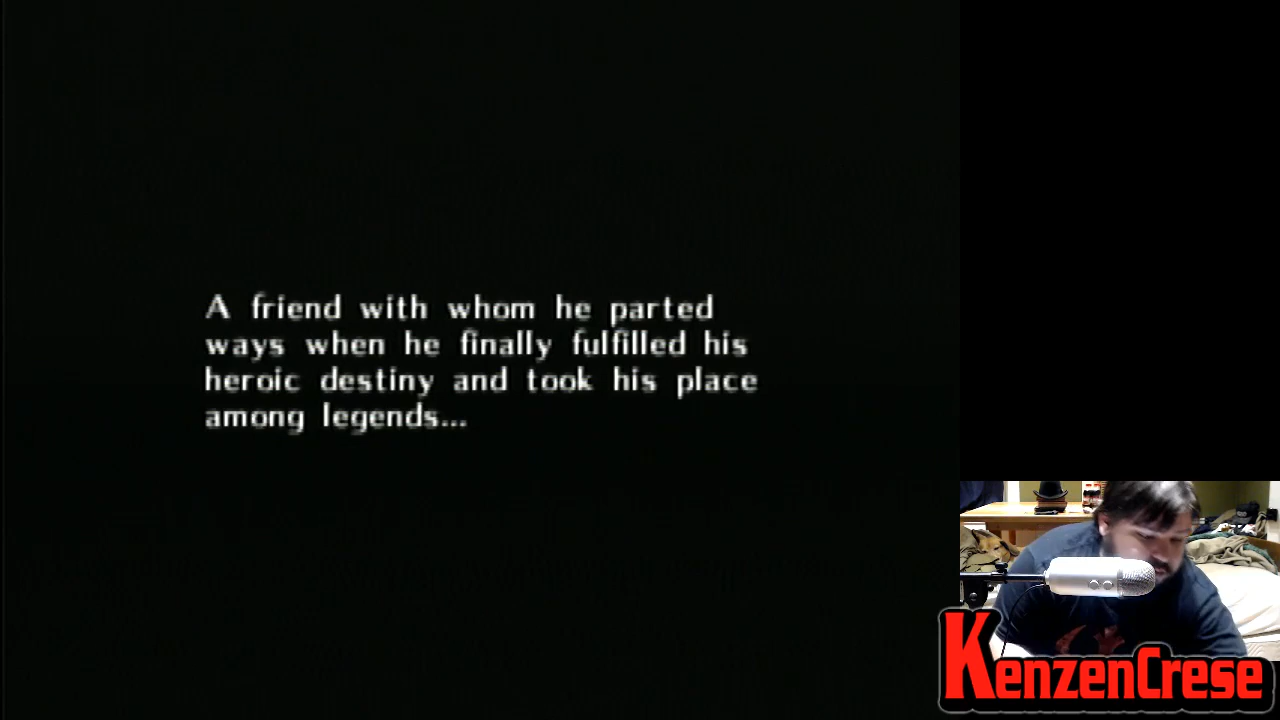 A friend with whom he parted
ways when he finally fulfilled his
heroic destiny and took his place
among legends...
KenzenCrese